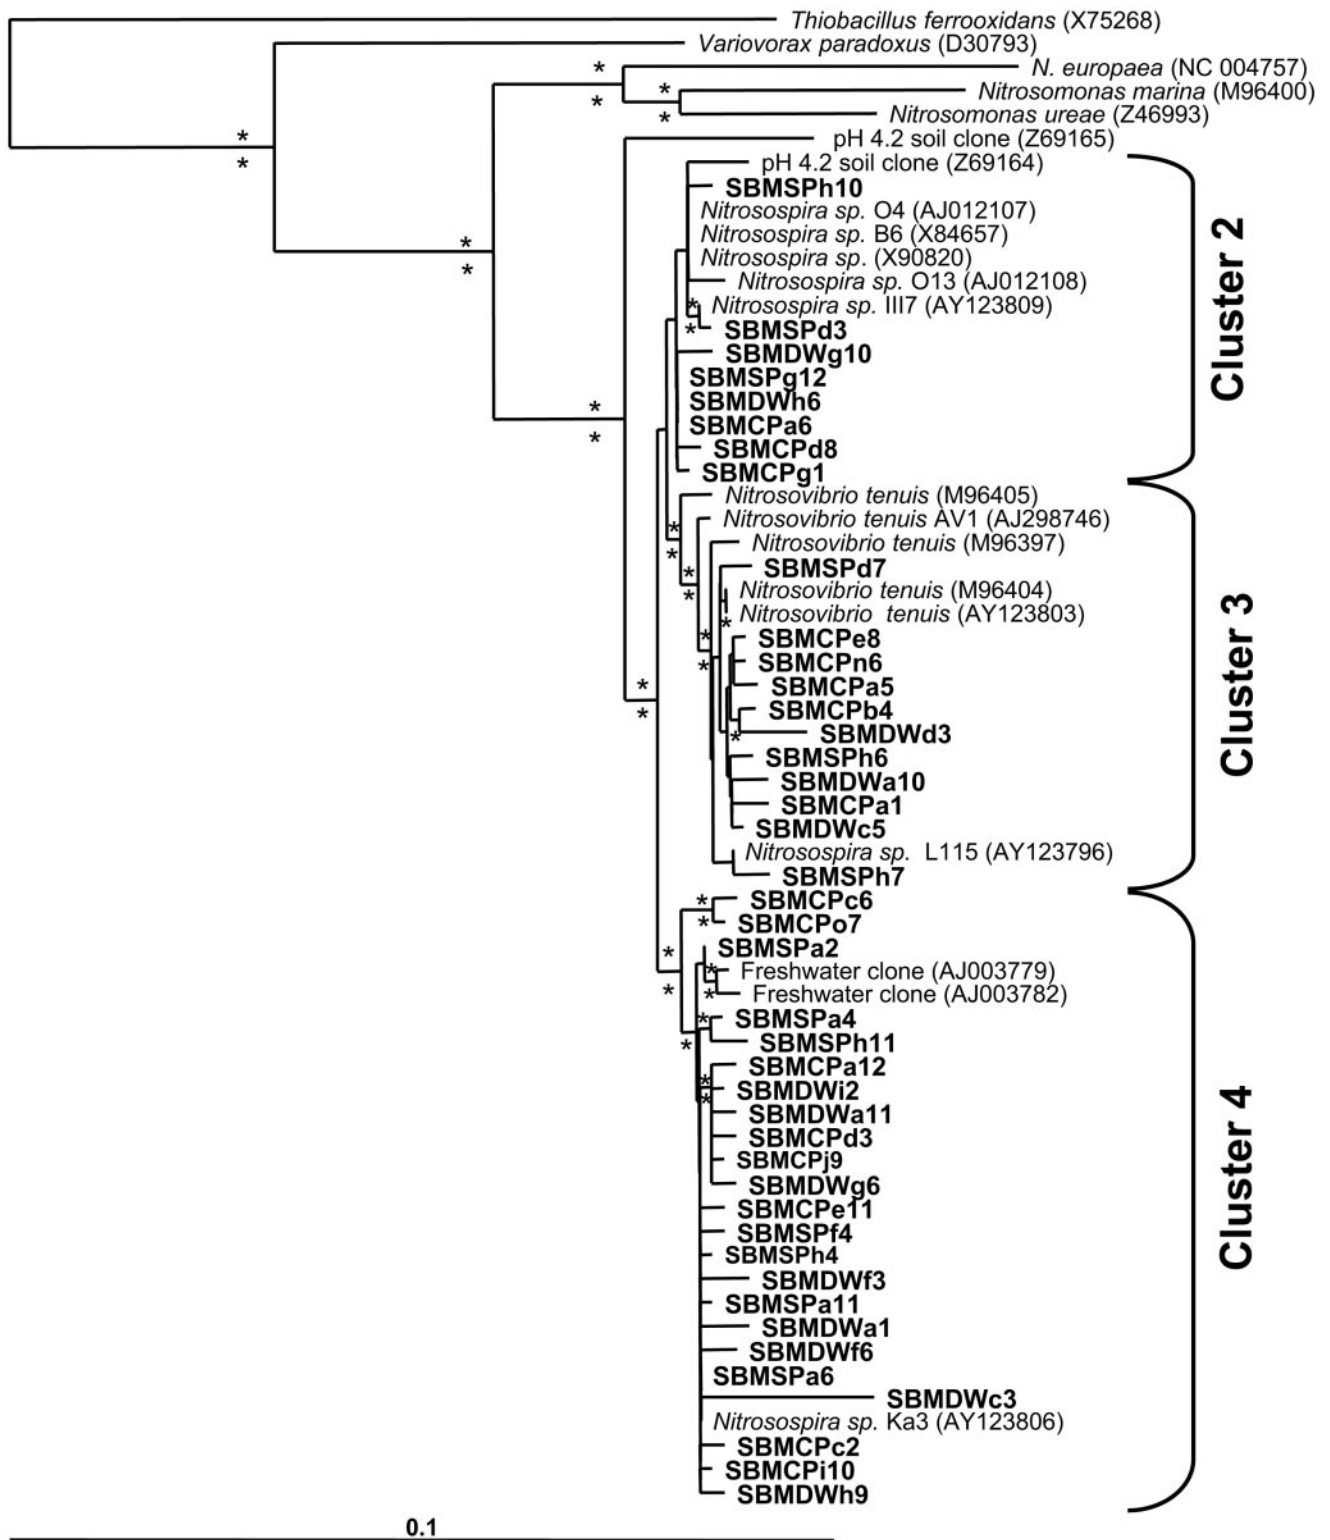 Thiobacillus ferrooxidans (X75268)
Variovorax paradoxus (D30793)
N. europaea (NC 004757)
Nitrosomonas marina (M96400)
Nitrosomonas ureae (Z46993)
pH 4.2 soil clone (Z69165)
pH 4.2 soil clone (Z69164)
SBMSPh10
Nitrosospira sp. O4 (AJ012107)
Nitrosospira sp. B6 (X84657)
Nitrosospira sp. (X90820)
Nitrosospira sp. O13 (AJ012108)
Nitrosospira sp. III7 (AY123809)
SBMSPd3
SBMDWg10
SBMSPg12
SBMDWh6
SBMCPa6
SBMCPd8
SBMCPg1
Cluster 2
Nitrosovibrio tenuis (M96405)
Nitrosovibrio tenuis AV1 (AJ298746)
Nitrosovibrio tenuis (M96397)
SBMSPd7
Nitrosovibrio tenuis (M96404)
Nitrosovibrio tenuis (AY123803)
SBMCPe8
SBMCPn6
SBMCPa5
SBMCPb4
SBMDWd3
SBMSPh6
SBMDWa10
SBMCPa1
SBMDWc5
Nitrosospira sp. L115 (AY123796)
SBMSPh7
Cluster 3
SBMCPc6
SBMCPo7
SBMSPa2
Freshwater clone (AJ003779)
Freshwater clone (AJ003782)
SBMSPa4
SBMSPh11
SBMCPa12
SBMDWi2
SBMDWa11
SBMCPd3
SBMCPj9
SBMDWg6
SBMCPe11
SBMSPf4
SBMSPh4
SBMDWf3
SBMSPa11
SBMDWa1
SBMDWf6
SBMSPa6
SBMDWc3
Nitrosospira sp. Ka3 (AY123806)
SBMCPc2
SBMCPi10
SBMDWh9
Cluster 4
0.1